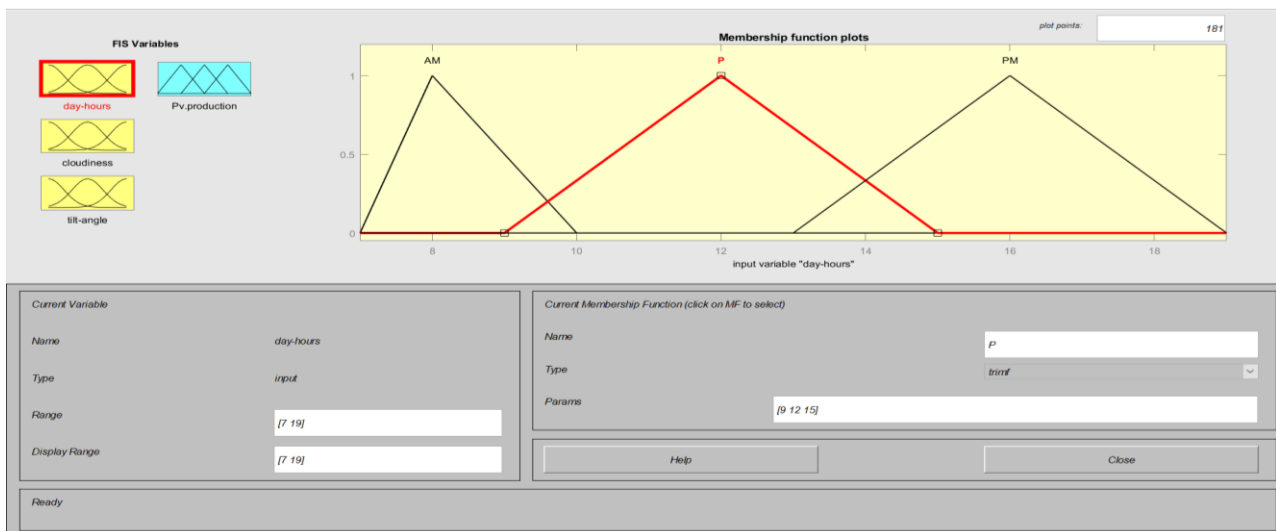 FIS Variables
day-hours
Pv.production
cloudiness
tilt-angle
plot points: 181
Membership function plots
AM P PM
1
0.5
0
8 10 12 14 16 18
input variable "day-hours"
Current Variable
Name day-hours
Type input
Range [7 19]
Display Range [7 19]
Current Membership Function (click on MF to select)
Name P
Type trimf
Params [9 12 15]
Help Close
Ready